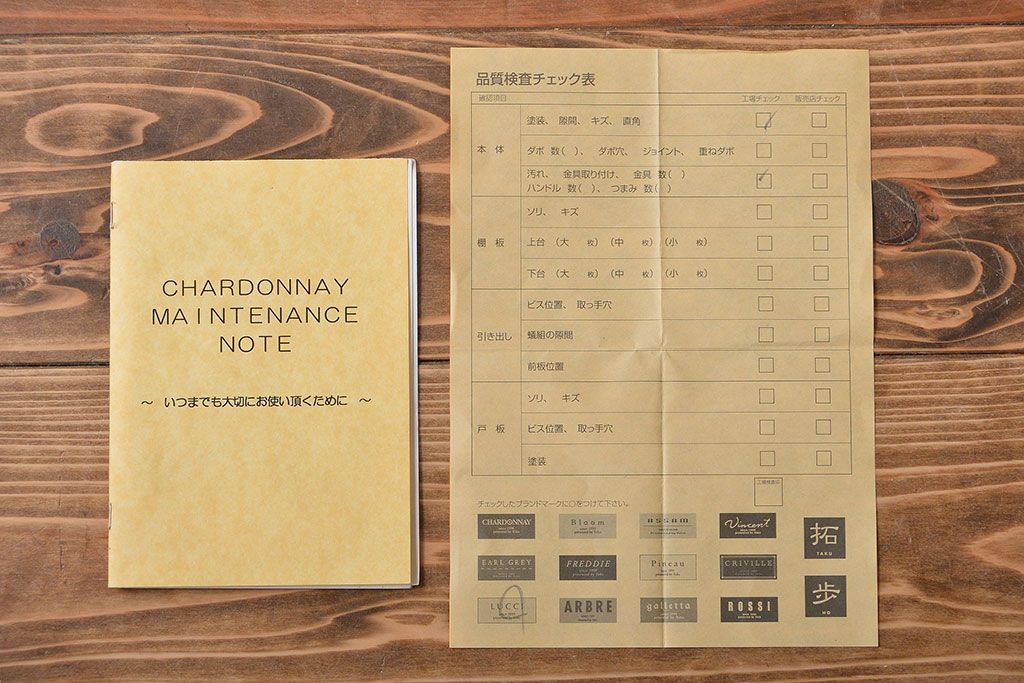 CHARDONNAY
MAINTENANCE
NOTE
～ いつまでも大切にお使い頂くために ～
品質検査チェック表
確認項目 工場チェック 販売店チェック
本体
塗装、 隙間、 キズ、 直角
ダボ 数( )、 ダボ穴、 ジョイント、 重ねダボ
汚れ、 金具取り付け、 金具 数( )
ハンドル 数( )、つまみ 数( )
棚板
ソリ、 キズ
上台 (大 枚) (中 枚) (小 枚)
下台 (大 枚) (中 枚) (小 枚)
引き出し
ビス位置、 取っ手穴
蟻組の隙間
前板位置
戸板
ソリ、 キズ
ビス位置、 取っ手穴
塗装
工場検査印
チェックしたブランドマークに○をつけて下さい。
CHARDONNAY
Bloom
assam
Vincent
拓
TAKU
EARL GREY
FREDDIE
Pineau
CRIVILLE
歩
HO
LUCCI
ARBRE
galletta
ROSSI